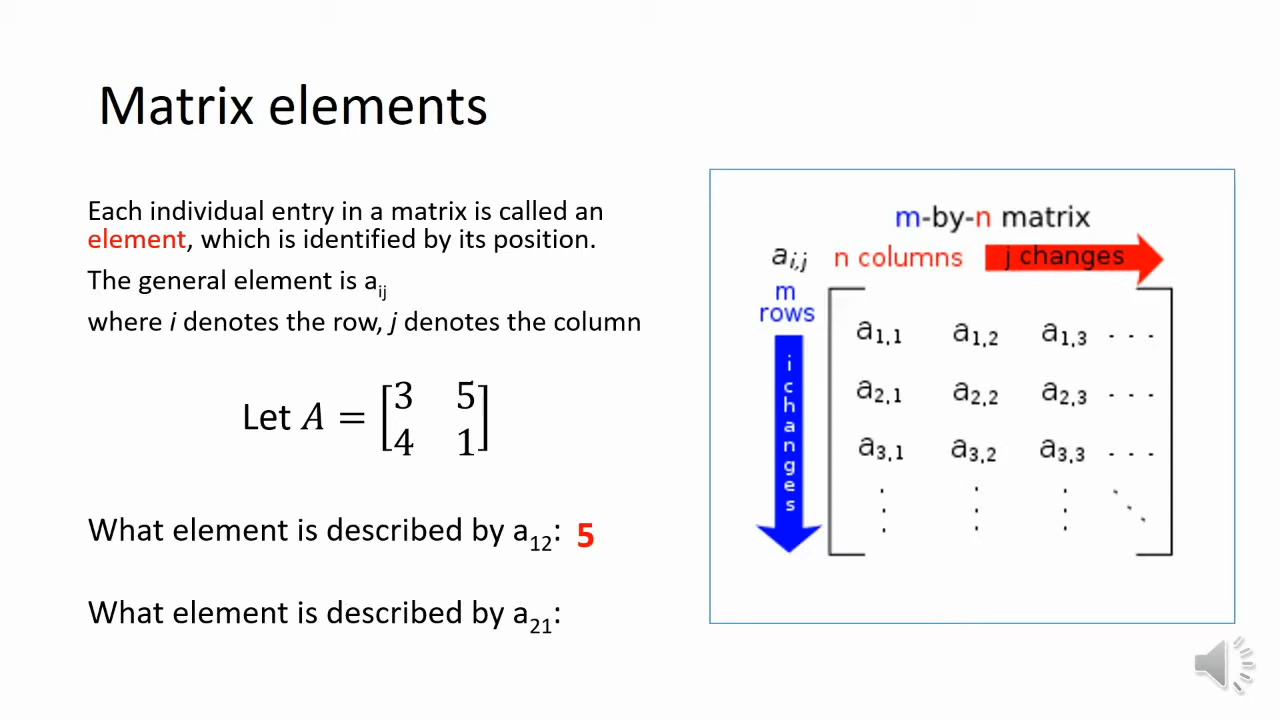 Matrix elements
Each individual entry in a matrix is called an
element, which is identified by its position.
The general element is aij
where i denotes the row, j denotes the column
Let A = [3 5
4 1]
What element is described by a12: 5
What element is described by a21:
m-by-n matrix
ai,j n columns j changes
m
rows
i changes
a1,1 a1,2 a1,3 . . .
a2,1 a2,2 a2,3 . . .
a3,1 a3,2 a3,3 . . .